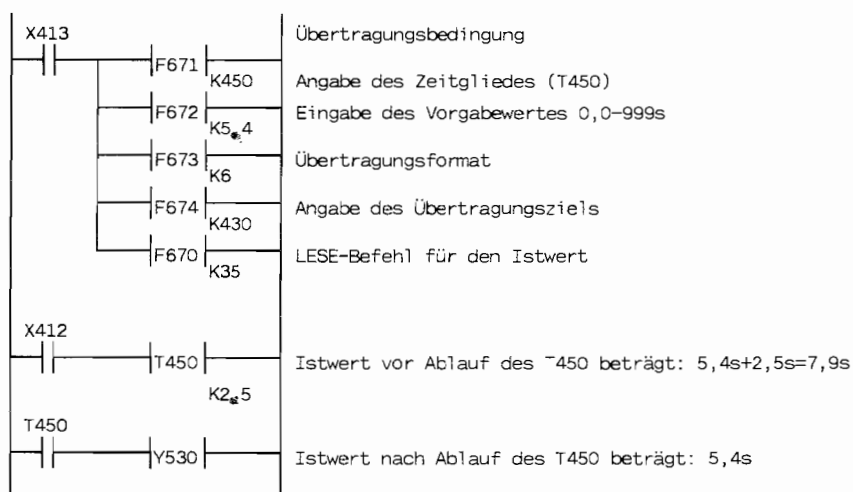 X413
Übertragungsbedingung
F671
K450
Angabe des Zeitgliedes (T450)
F672
K5,4
Eingabe des Vorgabewertes 0,0-999s
F673
K6
Übertragungsformat
F674
K430
Angabe des Übertragungsziels
F670
K35
LESE-Befehl für den Istwert
X412
T450
K2,5
Istwert vor Ablauf des T450 beträgt: 5,4s+2,5s=7,9s
T450
Y530
Istwert nach Ablauf des T450 beträgt: 5,4s